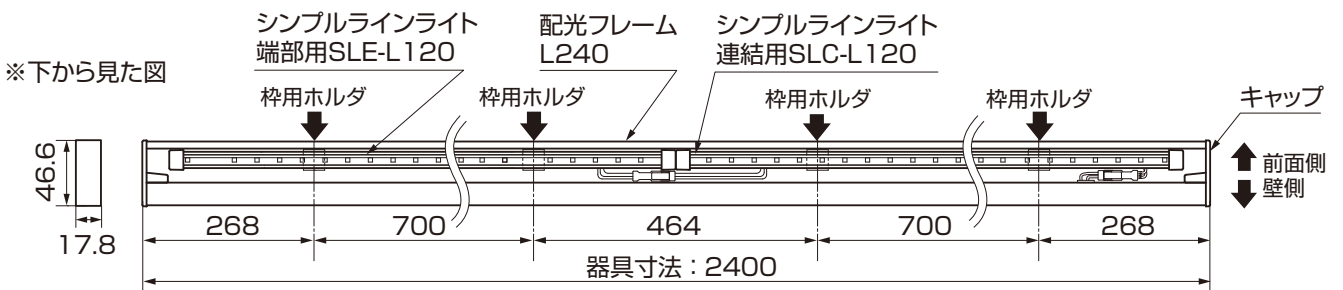 シンプルラインライト
端部用SLE-L120
配光フレーム
L240
シンプルラインライト
連結用SLC-L120
※下から見た図
枠用ホルダ
枠用ホルダ
枠用ホルダ
枠用ホルダ
キャップ
46.6
17.8
前面側
壁側
268
700
464
700
268
器具寸法：2400